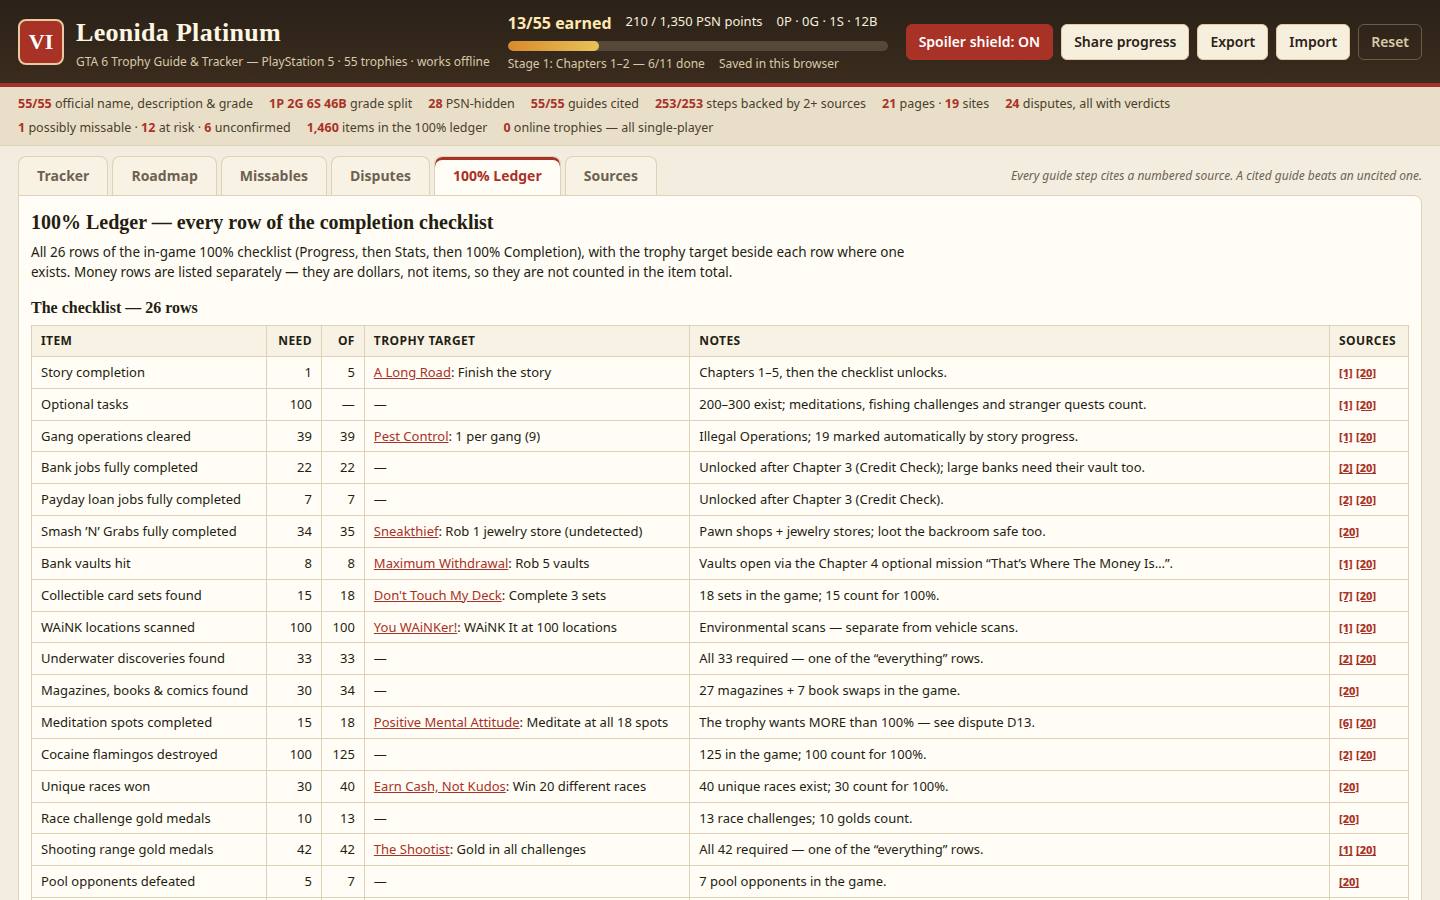 VI
Leonida Platinum
GTA 6 Trophy Guide & Tracker — PlayStation 5 · 55 trophies · works offline
13/55 earned 210 / 1,350 PSN points 0P · 0G · 1S · 12B
Stage 1: Chapters 1–2 — 6/11 done Saved in this browser
Spoiler shield: ON Share progress Export Import Reset
55/55 official name, description & grade 1P 2G 6S 46B grade split 28 PSN-hidden 55/55 guides cited 253/253 steps backed by 2+ sources 21 pages · 19 sites 24 disputes, all with verdicts
1 possibly missable · 12 at risk · 6 unconfirmed 1,460 items in the 100% ledger 0 online trophies — all single-player
Tracker Roadmap Missables Disputes 100% Ledger Sources Every guide step cites a numbered source. A cited guide beats an uncited one.
100% Ledger — every row of the completion checklist
All 26 rows of the in-game 100% checklist (Progress, then Stats, then 100% Completion), with the trophy target beside each row where one
exists. Money rows are listed separately — they are dollars, not items, so they are not counted in the item total.
The checklist — 26 rows
ITEM NEED OF TROPHY TARGET NOTES SOURCES
Story completion 1 5 A Long Road: Finish the story Chapters 1–5, then the checklist unlocks. [1] [20]
Optional tasks 100 — — 200–300 exist; meditations, fishing challenges and stranger quests count. [1] [20]
Gang operations cleared 39 39 Pest Control: 1 per gang (9) Illegal Operations; 19 marked automatically by story progress. [1] [20]
Bank jobs fully completed 22 22 — Unlocked after Chapter 3 (Credit Check); large banks need their vault too. [2] [20]
Payday loan jobs fully completed 7 7 — Unlocked after Chapter 3 (Credit Check). [2] [20]
Smash ’N’ Grabs fully completed 34 35 Sneakthief: Rob 1 jewelry store (undetected) Pawn shops + jewelry stores; loot the backroom safe too. [20]
Bank vaults hit 8 8 Maximum Withdrawal: Rob 5 vaults Vaults open via the Chapter 4 optional mission “That’s Where The Money Is…”. [1] [20]
Collectible card sets found 15 18 Don't Touch My Deck: Complete 3 sets 18 sets in the game; 15 count for 100%. [7] [20]
WAiNK locations scanned 100 100 You WAiNKer!: WAiNK It at 100 locations Environmental scans — separate from vehicle scans. [1] [20]
Underwater discoveries found 33 33 — All 33 required — one of the “everything” rows. [2] [20]
Magazines, books & comics found 30 34 — 27 magazines + 7 book swaps in the game. [20]
Meditation spots completed 15 18 Positive Mental Attitude: Meditate at all 18 spots The trophy wants MORE than 100% — see dispute D13. [6] [20]
Cocaine flamingos destroyed 100 125 — 125 in the game; 100 count for 100%. [2] [20]
Unique races won 30 40 Earn Cash, Not Kudos: Win 20 different races 40 unique races exist; 30 count for 100%. [20]
Race challenge gold medals 10 13 — 13 race challenges; 10 golds count. [20]
Shooting range gold medals 42 42 The Shootist: Gold in all challenges All 42 required — one of the “everything” rows. [1] [20]
Pool opponents defeated 5 7 — 7 pool opponents in the game. [20]